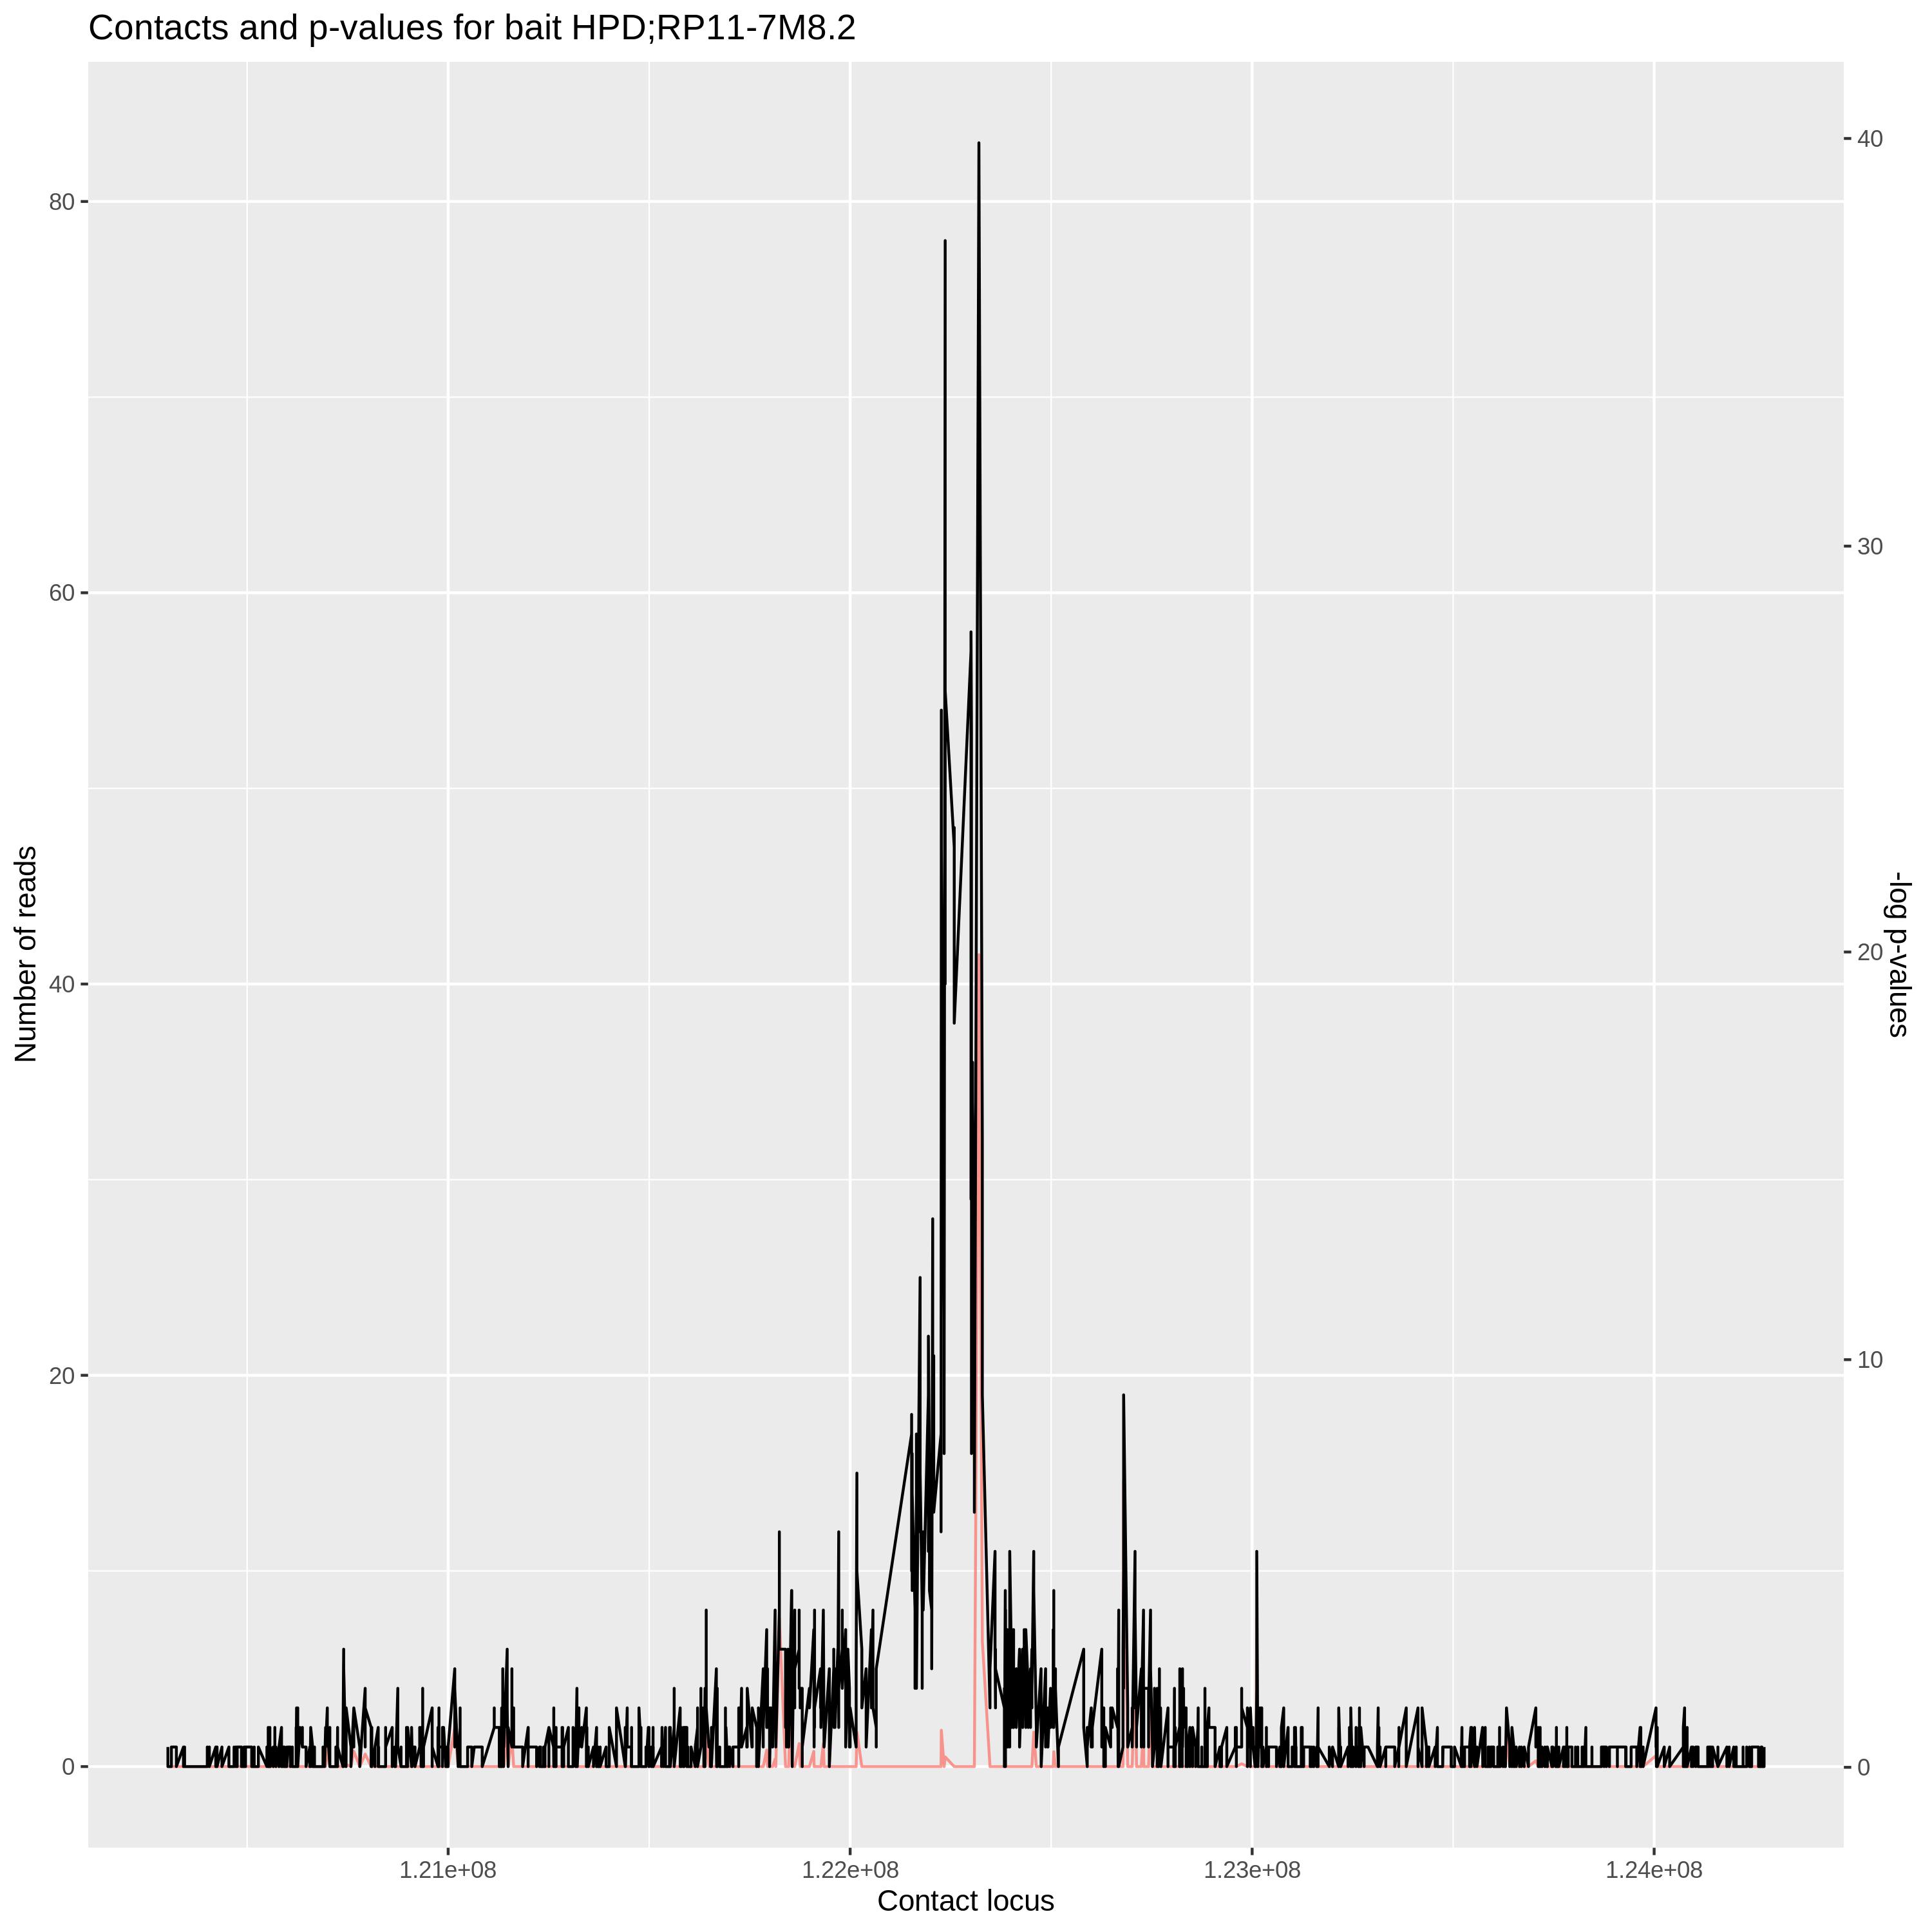 Contacts and p-values for bait HPD;RP11-7M8.2
80
60
40
20
0
Number of reads
40
30
20
10
0
-log p-values
1.21e+08
1.22e+08
1.23e+08
1.24e+08
Contact locus